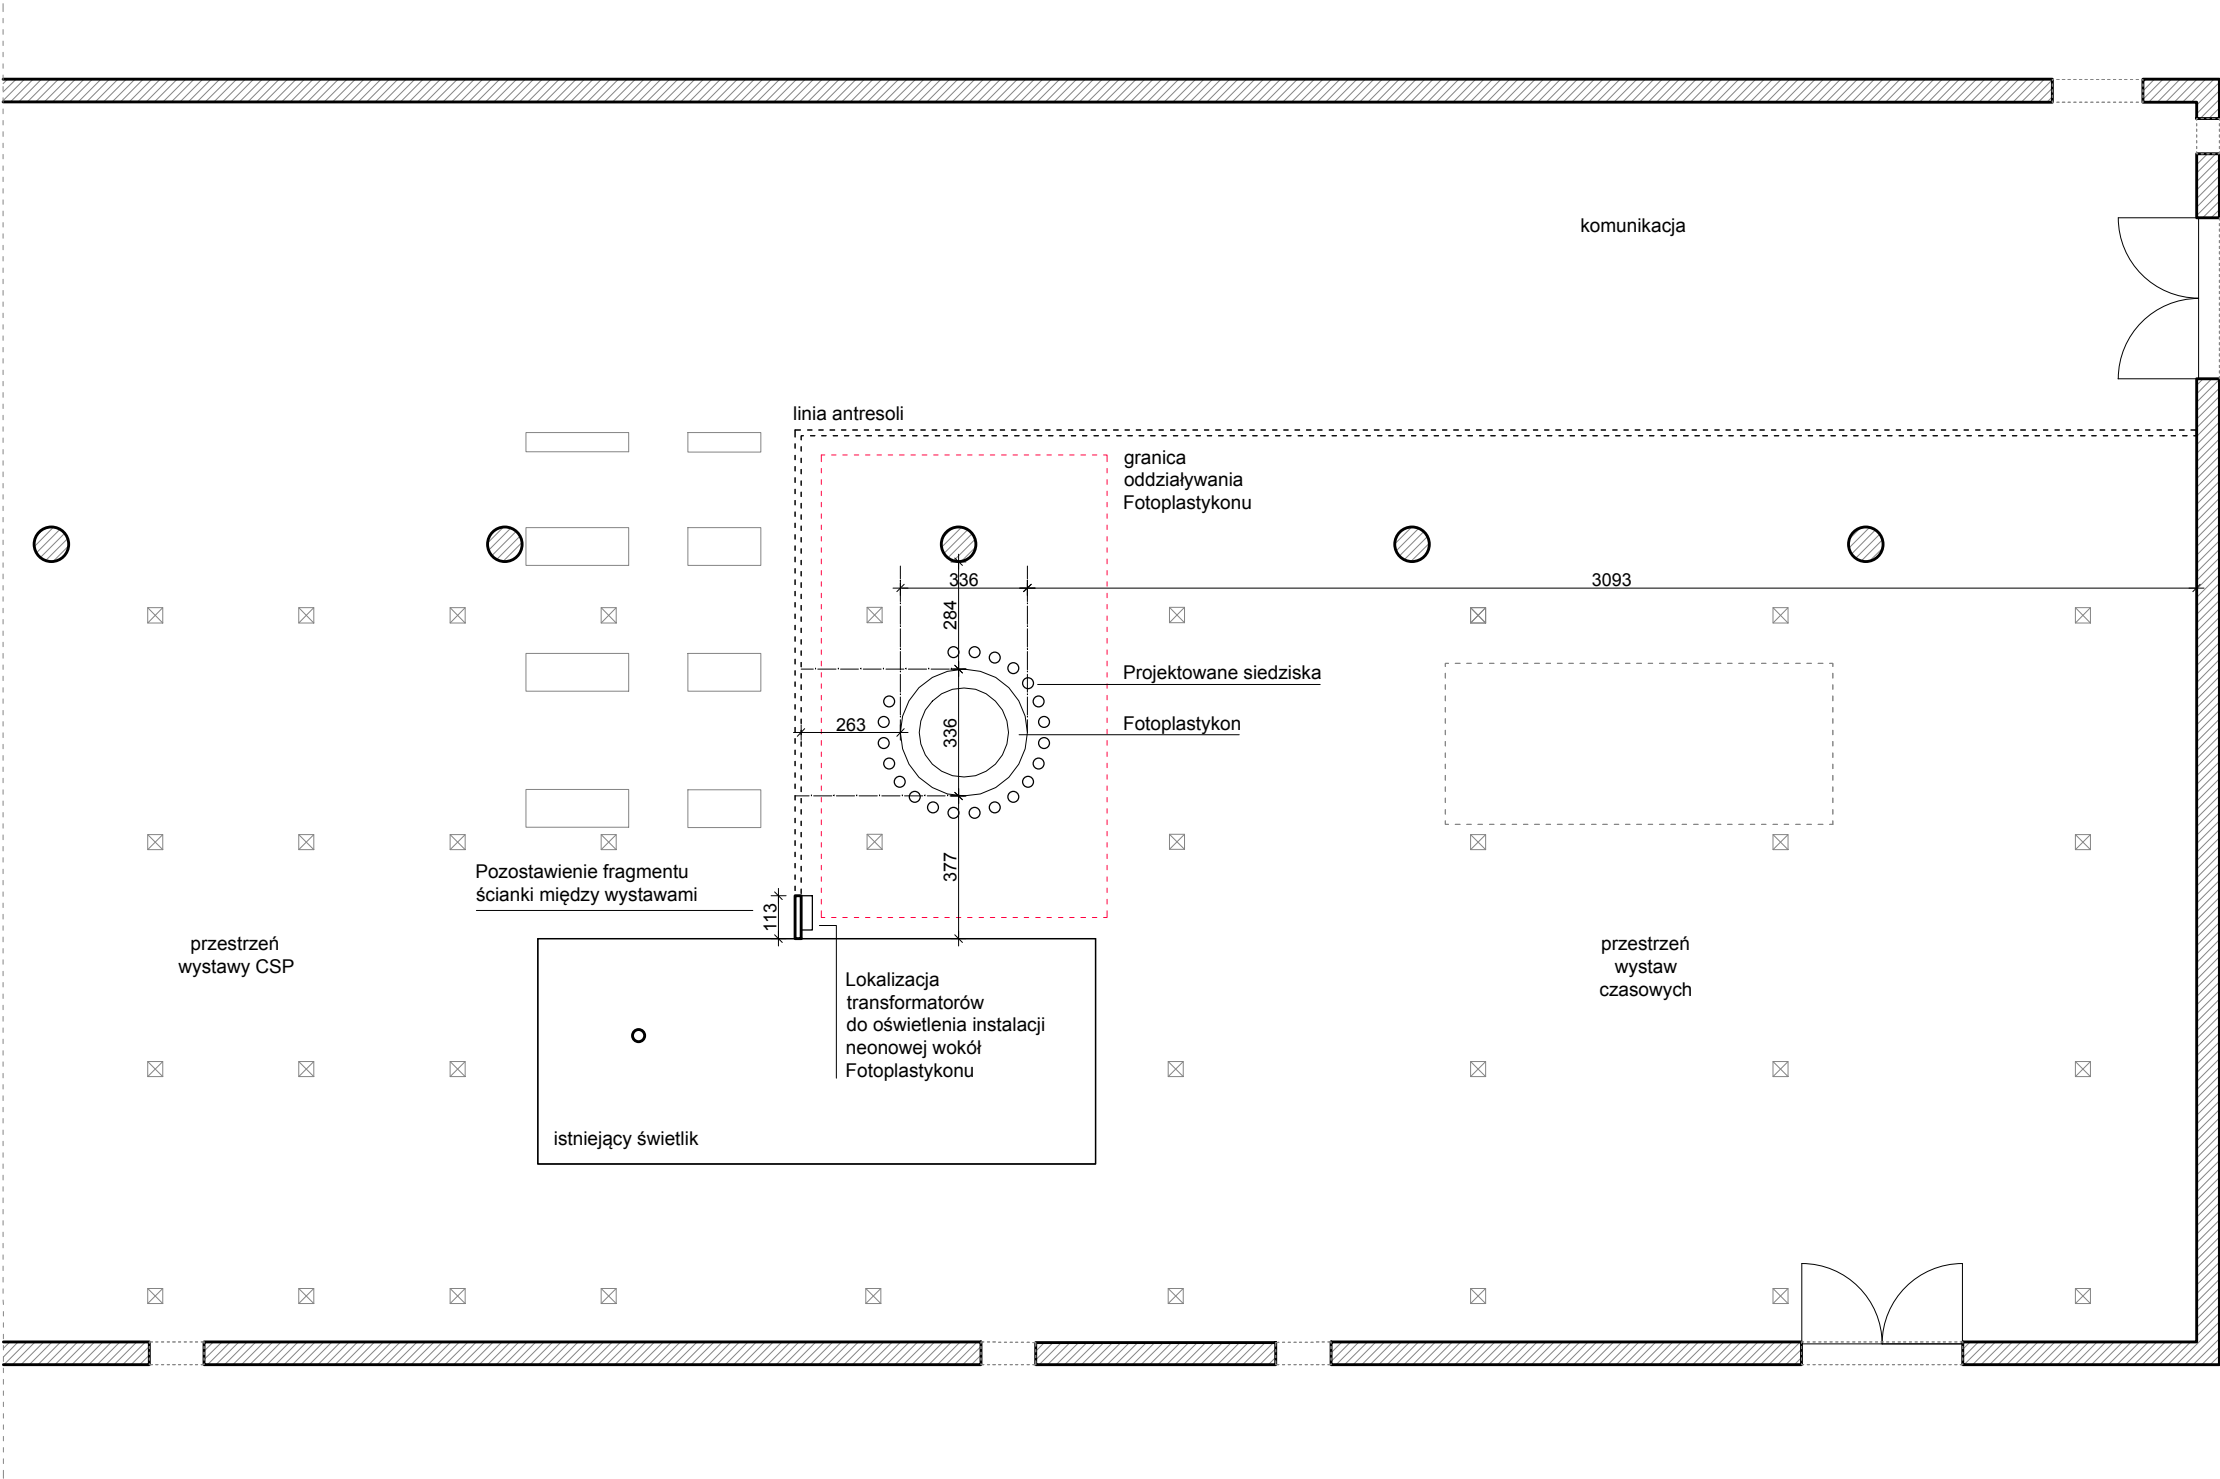 komunikacja
linia antresoli
granica
oddziaływania
Fotoplastykonu
336
3093
284
Projektowane siedziska
263
336
Fotoplastykon
377
Pozostawienie fragmentu
ścianki między wystawami
113
przestrzeń
wystawy CSP
przestrzeń
wystaw
czasowych
Lokalizacja
transformatorów
do oświetlenia instalacji
neonowej wokół
Fotoplastykonu
istniejący świetlik